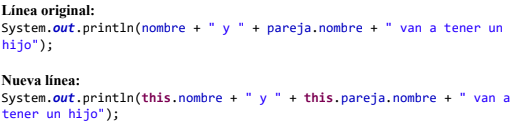 Línea original:
System.out.println(nombre + " y " + pareja.nombre + " van a tener un
hijo");
Nueva línea:
System.out.println(this.nombre + " y " + this.pareja.nombre + " van a
tener un hijo");